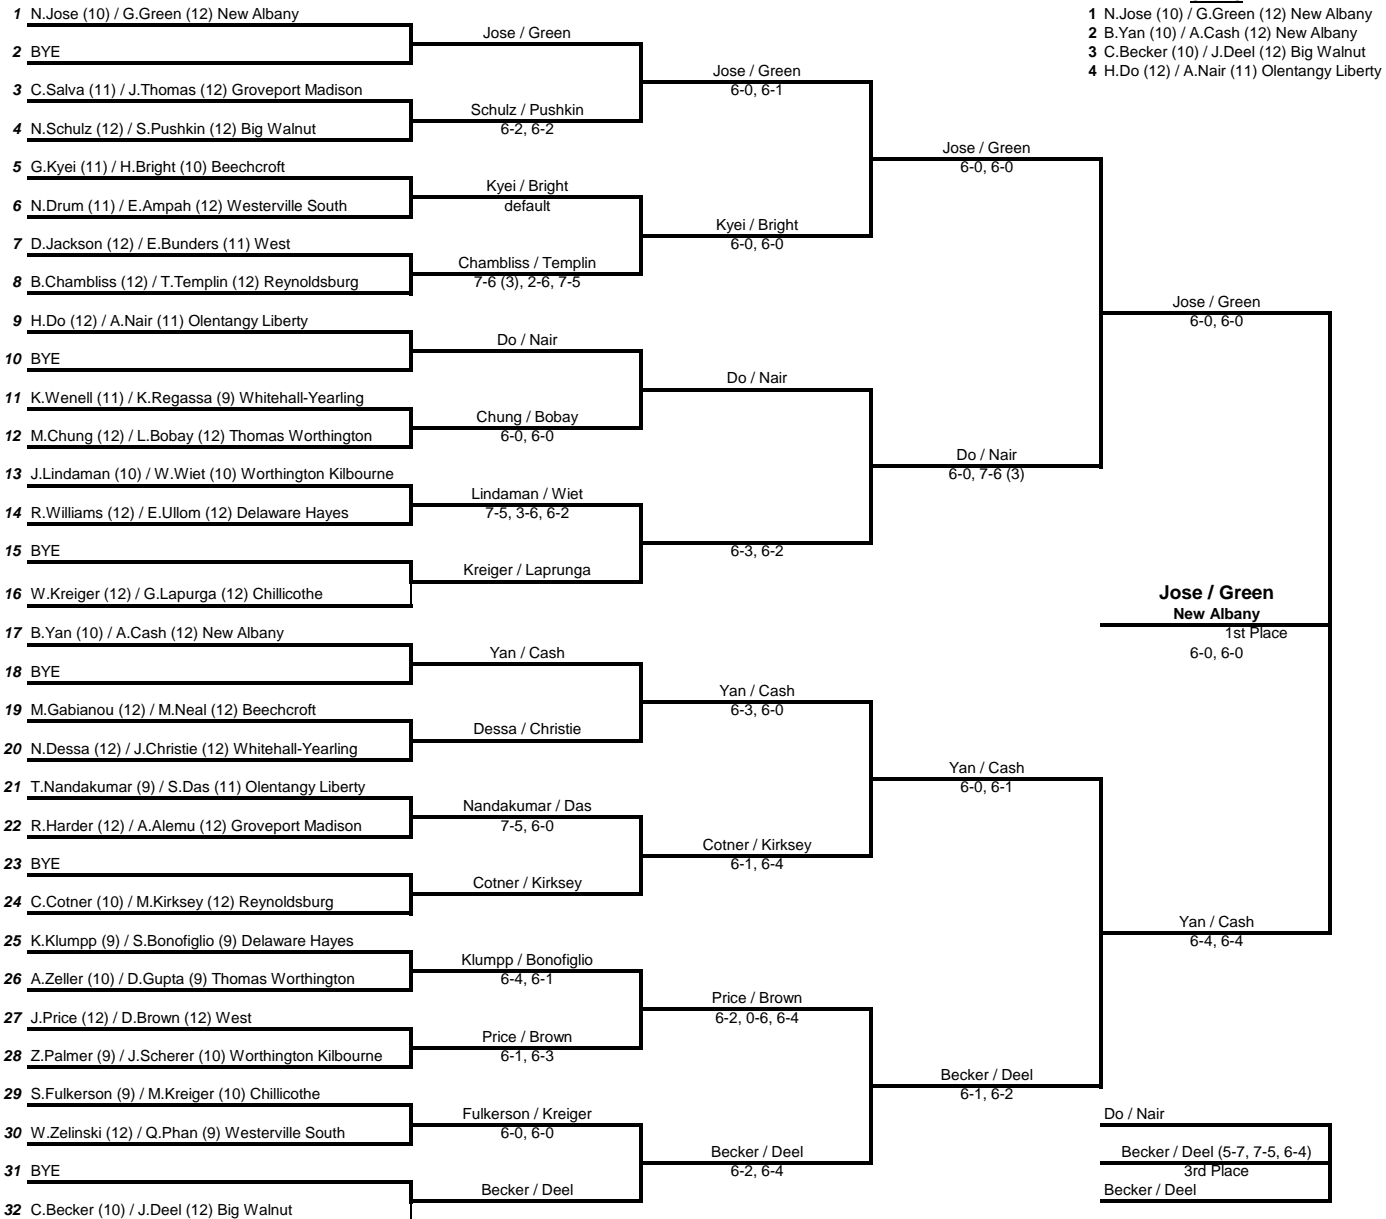 1 N.Jose (10) / G.Green (12) New Albany
2 BYE
3 C.Salva (11) / J.Thomas (12) Groveport Madison
4 N.Schulz (12) / S.Pushkin (12) Big Walnut
5 G.Kyei (11) / H.Bright (10) Beechcroft
6 N.Drum (11) / E.Ampah (12) Westerville South
7 D.Jackson (12) / E.Bunders (11) West
8 B.Chambliss (12) / T.Templin (12) Reynoldsburg
9 H.Do (12) / A.Nair (11) Olentangy Liberty
10 BYE
11 K.Wenell (11) / K.Regassa (9) Whitehall-Yearling
12 M.Chung (12) / L.Bobay (12) Thomas Worthington
13 J.Lindaman (10) / W.Wiet (10) Worthington Kilbourne
14 R.Williams (12) / E.Ullom (12) Delaware Hayes
15 BYE
16 W.Kreiger (12) / G.Lapurga (12) Chillicothe
17 B.Yan (10) / A.Cash (12) New Albany
18 BYE
19 M.Gabianou (12) / M.Neal (12) Beechcroft
20 N.Dessa (12) / J.Christie (12) Whitehall-Yearling
21 T.Nandakumar (9) / S.Das (11) Olentangy Liberty
22 R.Harder (12) / A.Alemu (12) Groveport Madison
23 BYE
24 C.Cotner (10) / M.Kirksey (12) Reynoldsburg
25 K.Klumpp (9) / S.Bonofiglio (9) Delaware Hayes
26 A.Zeller (10) / D.Gupta (9) Thomas Worthington
27 J.Price (12) / D.Brown (12) West
28 Z.Palmer (9) / J.Scherer (10) Worthington Kilbourne
29 S.Fulkerson (9) / M.Kreiger (10) Chillicothe
30 W.Zelinski (12) / Q.Phan (9) Westerville South
31 BYE
32 C.Becker (10) / J.Deel (12) Big Walnut
Jose / Green
Schulz / Pushkin
6-2, 6-2
Kyei / Bright
default
Chambliss / Templin
7-6 (3), 2-6, 7-5
Do / Nair
Chung / Bobay
6-0, 6-0
Lindaman / Wiet
7-5, 3-6, 6-2
Kreiger / Laprunga
Yan / Cash
Dessa / Christie
Nandakumar / Das
7-5, 6-0
Cotner / Kirksey
Klumpp / Bonofiglio
6-4, 6-1
Price / Brown
6-1, 6-3
Fulkerson / Kreiger
6-0, 6-0
Becker / Deel
Jose / Green
6-0, 6-1
Kyei / Bright
6-0, 6-0
Do / Nair
6-3, 6-2
Yan / Cash
6-3, 6-0
Cotner / Kirksey
6-1, 6-4
Price / Brown
6-2, 0-6, 6-4
Becker / Deel
6-2, 6-4
Jose / Green
6-0, 6-0
Do / Nair
6-0, 7-6 (3)
Yan / Cash
6-0, 6-1
Becker / Deel
6-1, 6-2
1 N.Jose (10) / G.Green (12) New Albany
2 B.Yan (10) / A.Cash (12) New Albany
3 C.Becker (10) / J.Deel (12) Big Walnut
4 H.Do (12) / A.Nair (11) Olentangy Liberty
Jose / Green
6-0, 6-0
Yan / Cash
6-4, 6-4
Jose / Green
New Albany
1st Place
6-0, 6-0
Do / Nair
Becker / Deel (5-7, 7-5, 6-4)
3rd Place
Becker / Deel